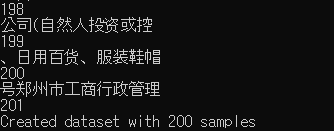 198
公司(自然人投资或控
199
、日用百货、服装鞋帽
200
号郑州市工商行政管理
201
Created dataset with 200 samples